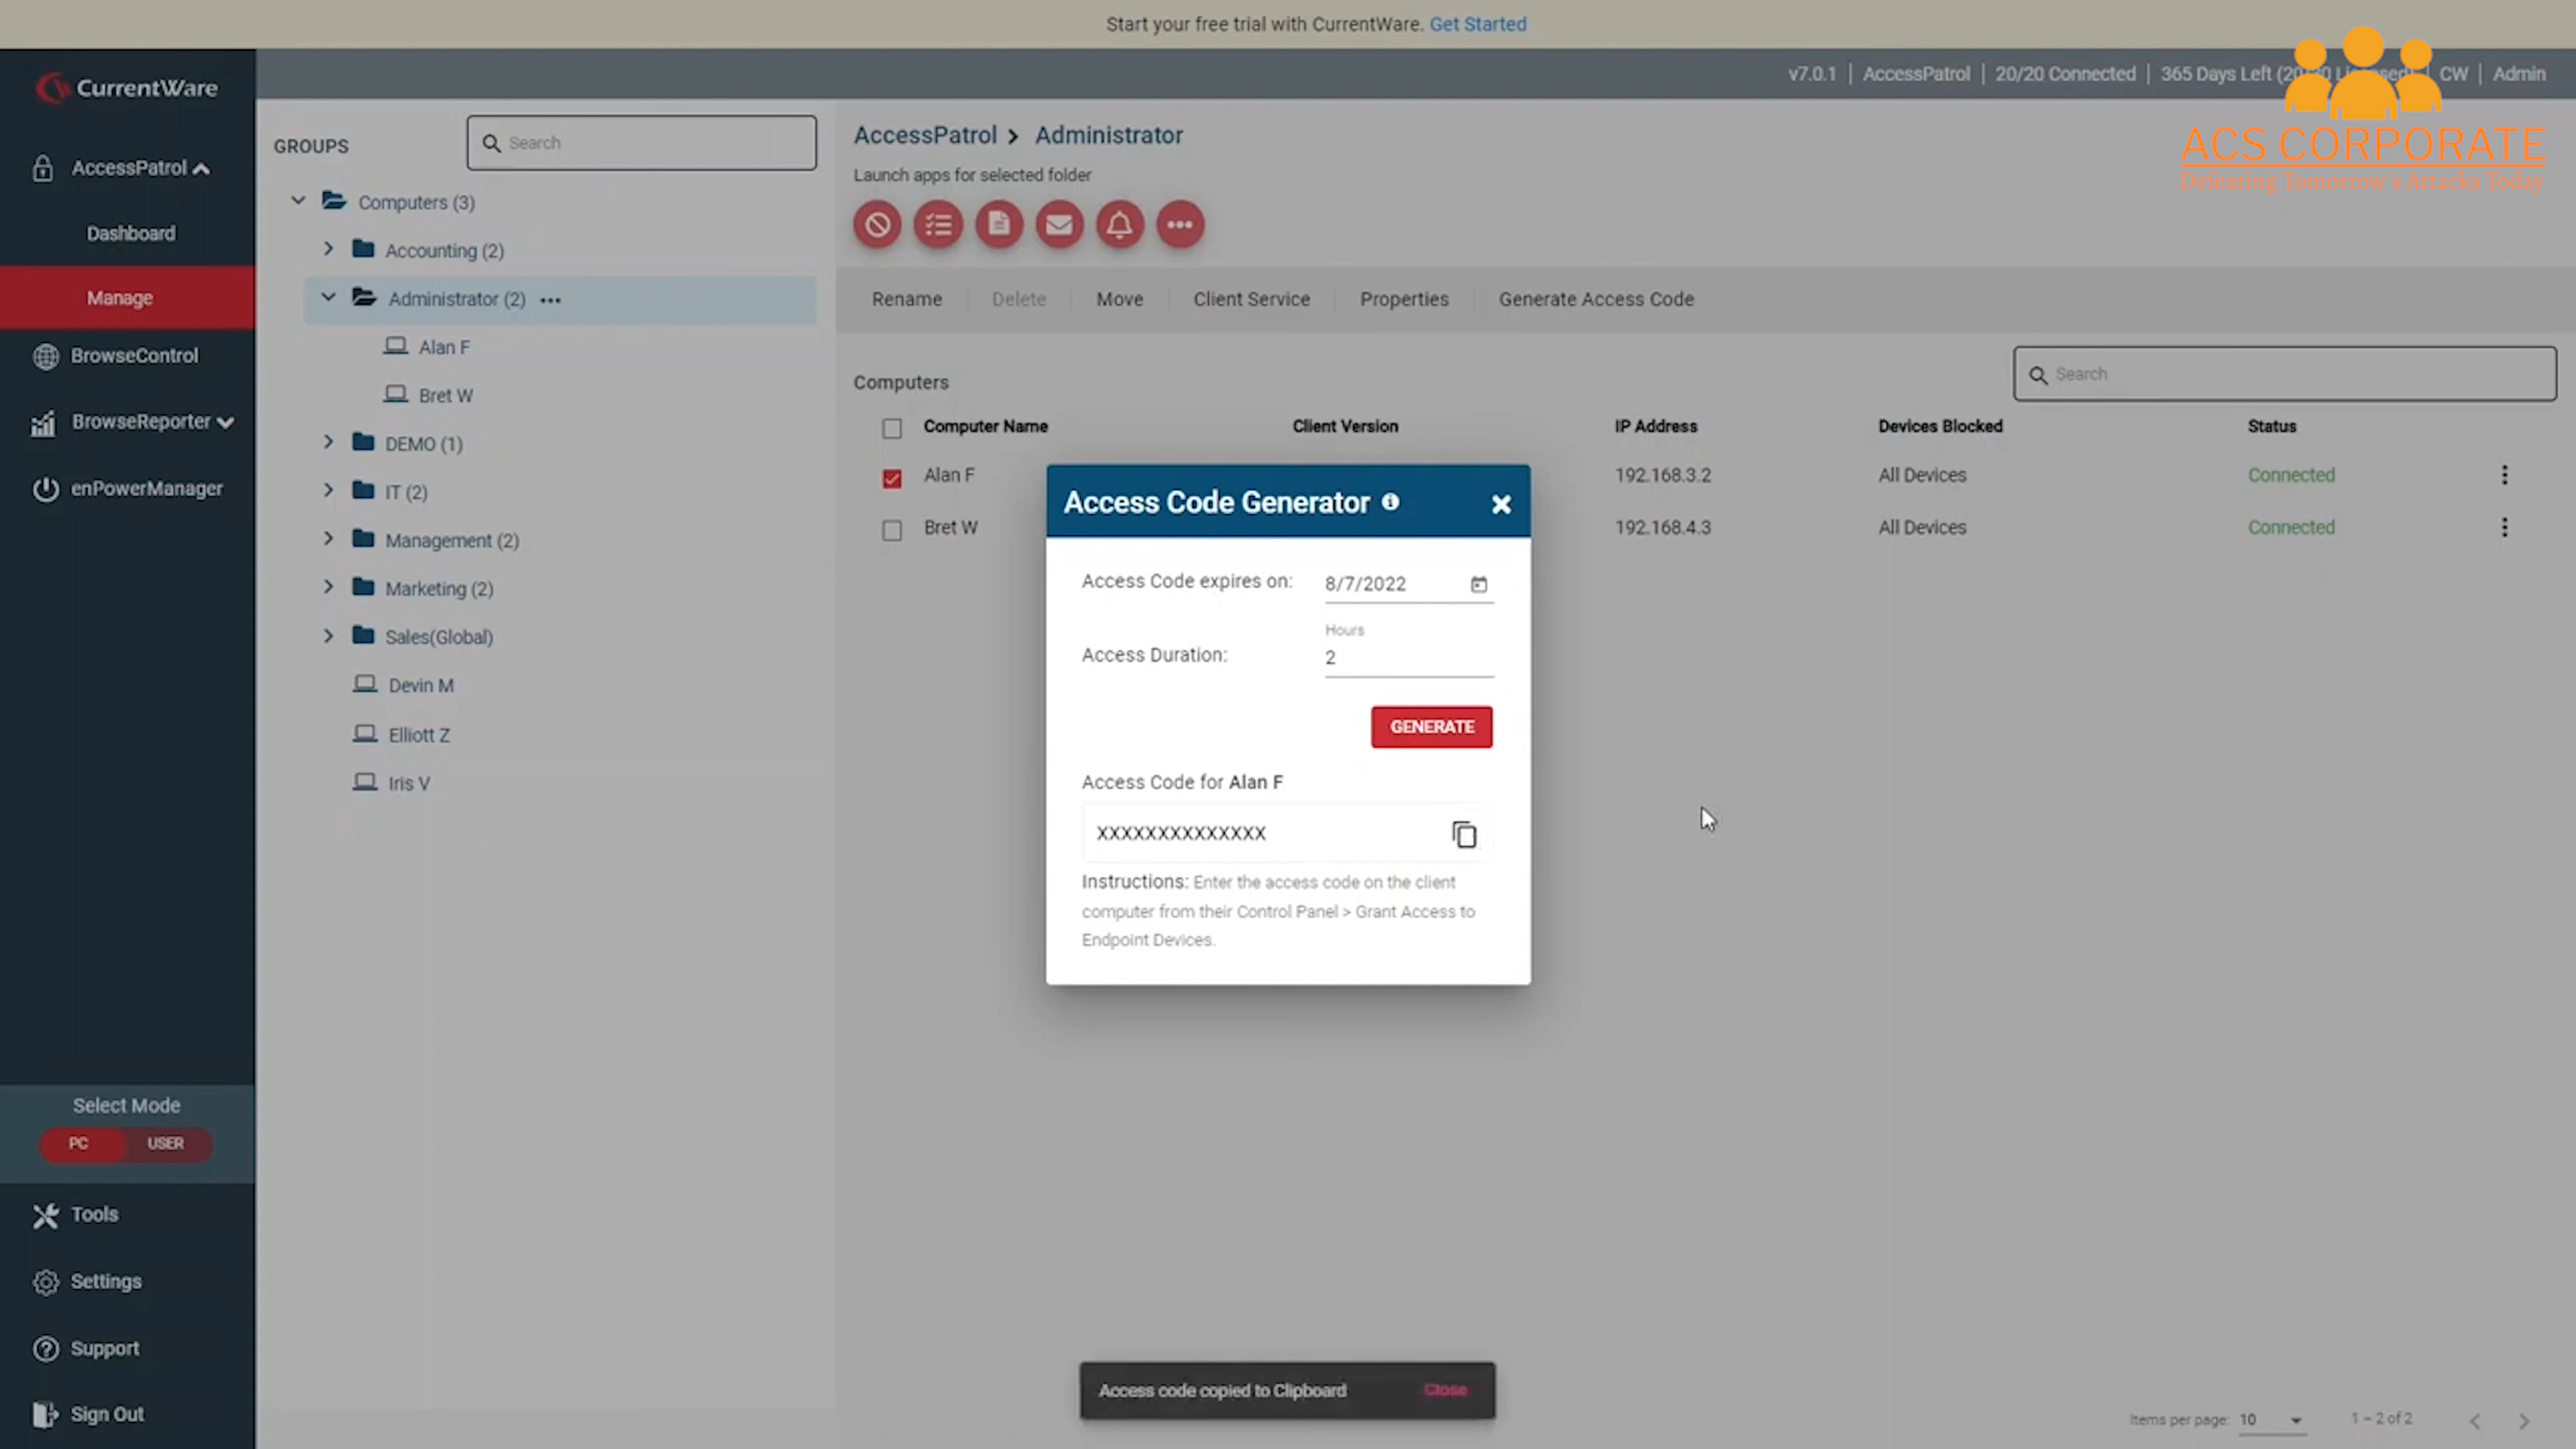 Start your free trial with CurrentWare. Get Started
CurrentWare
AccessPatrol
Dashboard
Manage
BrowseControl
BrowseReporter
enPowerManager
Select Mode
PC USER
Tools
Settings
Support
Sign Out
GROUPS
Search
Computers (3)
Accounting (2)
Administrator (2)
Alan F
Bret W
DEMO (1)
IT (2)
Management (2)
Marketing (2)
Sales(Global)
Devin M
Elliott Z
Iris V
v7.0.1 | AccessPatrol | 20/20 Connected | 365 Days Left (20/20 Licensed) | CW | Admin
ACS CORPORATE
Defeating Tomorrow's Attacks Today
AccessPatrol > Administrator
Launch apps for selected folder
Rename Delete Move Client Service Properties Generate Access Code
Computers
Search
Computer Name Client Version IP Address Devices Blocked Status
Alan F 192.168.3.2 All Devices Connected
Bret W 192.168.4.3 All Devices Connected
Access Code Generator
Access Code expires on: 8/7/2022
Hours
Access Duration: 2
GENERATE
Access Code for Alan F
XXXXXXXXXXXXXX
Instructions: Enter the access code on the client
computer from their Control Panel > Grant Access to
Endpoint Devices.
Access code copied to Clipboard Close
Items per page: 10 1 – 2 of 2